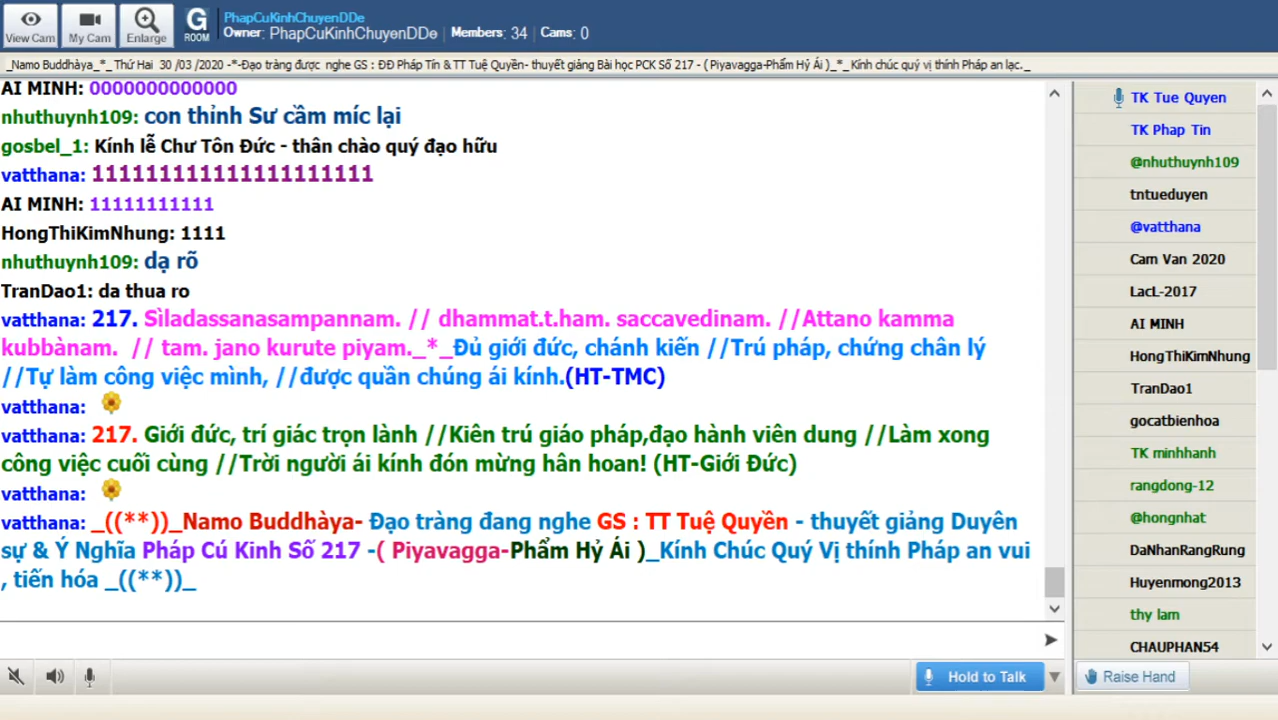 View Cam
My Cam
Enlarge
G
ROOM
PhapCuKinhChuyenDDe
Owner: PhapCuKinhChuyenDDe Members: 34 Cams: 0
_Namo Buddhàya_*_ Thứ Hai 30 /03 /2020 -*-Đạo tràng được nghe GS : ĐĐ Pháp Tín & TT Tuệ Quyền- thuyết giảng Bài học PCK Số 217 - ( Piyavagga-Phẩm Hỷ Ái )_*_Kính chúc quý vị thính Pháp an lạc._
AI MINH: 0000000000000
nhuthuynh109: con thỉnh Sư cầm míc lại
gosbel_1: Kính lễ Chư Tôn Đức - thân chào quý đạo hữu
vatthana: 111111111111111111111
AI MINH: 11111111111
HongThiKimNhung: 1111
nhuthuynh109: dạ rõ
TranDao1: da thua ro
vatthana: 217. Sìladassanasampannam. // dhammat.t.ham. saccavedinam. //Attano kamma
kubbànam. // tam. jano kurute piyam._*_Đủ giới đức, chánh kiến //Trú pháp, chứng chân lý
//Tự làm công việc mình, //được quần chúng ái kính.(HT-TMC)
vatthana:
vatthana: 217. Giới đức, trí giác trọn lành //Kiên trú giáo pháp,đạo hành viên dung //Làm xong
công việc cuối cùng //Trời người ái kính đón mừng hân hoan! (HT-Giới Đức)
vatthana:
vatthana: _((**))_Namo Buddhàya- Đạo tràng đang nghe GS : TT Tuệ Quyền - thuyết giảng Duyên
sự & Ý Nghĩa Pháp Cú Kinh Số 217 -( Piyavagga-Phẩm Hỷ Ái )_Kính Chúc Quý Vị thính Pháp an vui
, tiến hóa _((**))_
Hold to Talk
TK Tue Quyen
TK Phap Tin
@nhuthuynh109
tntueduyen
@vatthana
Cam Van 2020
LacL-2017
AI MINH
HongThiKimNhung
TranDao1
gocatbienhoa
TK minhhanh
rangdong-12
@hongnhat
DaNhanRangRung
Huyenmong2013
thy lam
CHAUPHAN54
Raise Hand